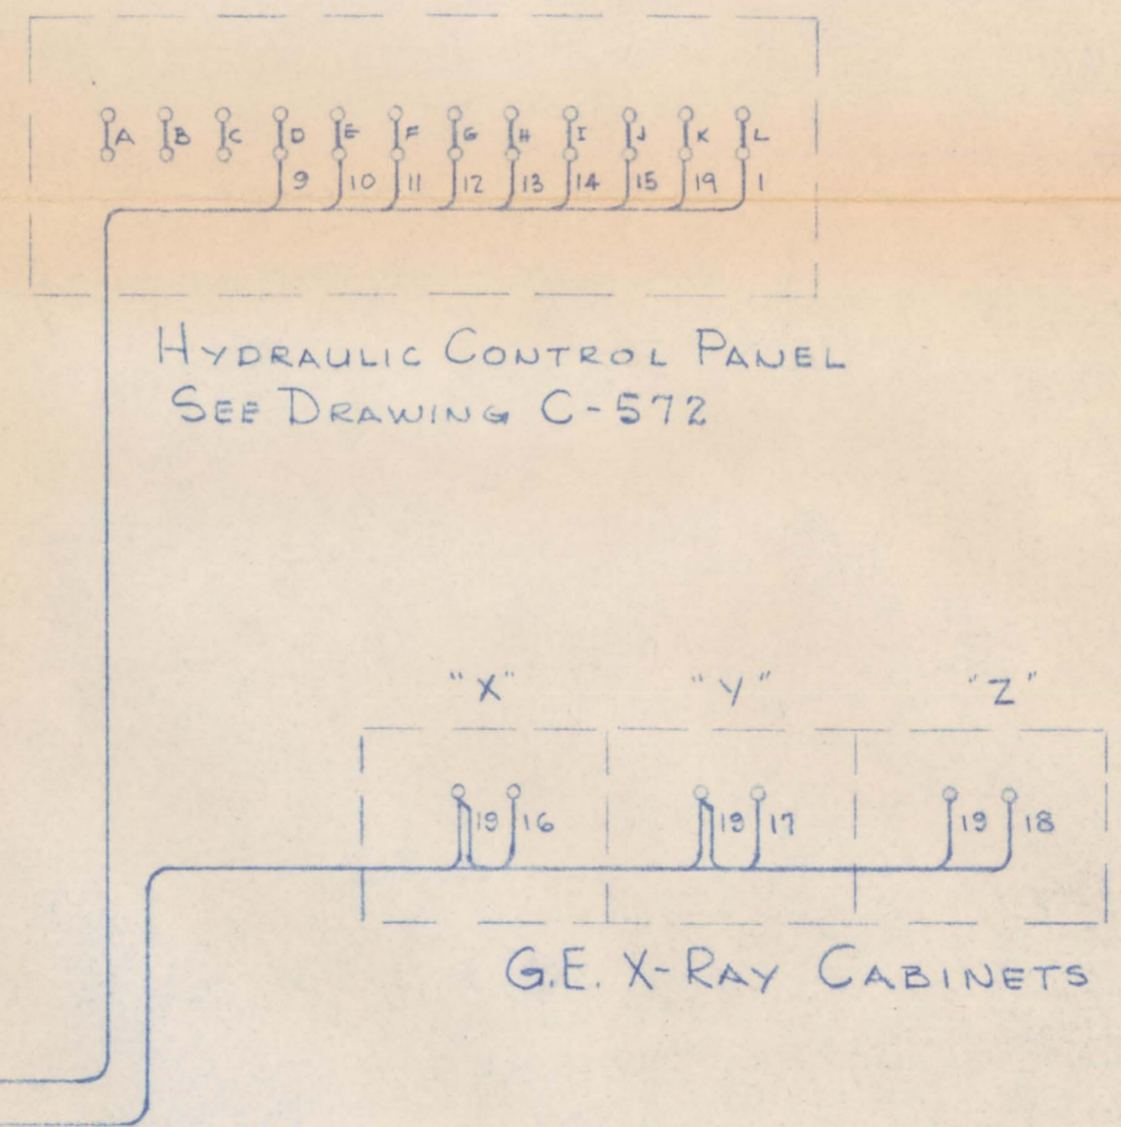 A B C D E F G H I J K L
9 10 11 12 13 14 15 19 1
HYDRAULIC CONTROL PANEL
SEE DRAWING C-572
"X" "Y" "Z"
19 16 19 17 19 18
G.E. X-RAY CABINETS